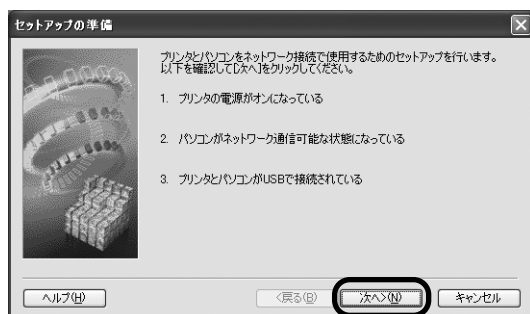 セットアップの準備
プリンタとパソコンをネットワーク接続で使用するためのセットアップを行います。
以下を確認して[次へ]をクリックしてください。
1. プリンタの電源がオンになっている
2. パソコンがネットワーク通信可能な状態になっている
3. プリンタとパソコンがUSBで接続されている
ヘルプ(H) <戻る(B) 次へ>(N) キャンセル